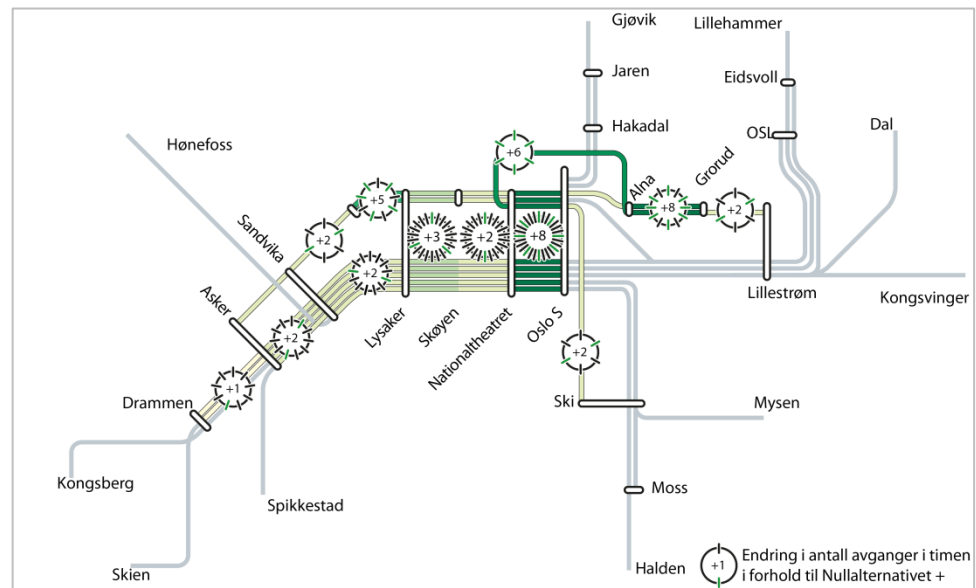 Gjøvik
Lillehammer
Jaren
Eidsvoll
Hakadal
OSL
Dal
Hønefoss
+6
Alna
Grorud
+5
+8
+2
Sandvika
+2
+3
+2
+8
+2
Asker
Lysaker
Skøyen
Nationaltheatret
Oslo S
Lillestrøm
Kongsvinger
+2
+2
+1
Drammen
Ski
Mysen
Kongsberg
Spikkestad
Moss
Skien
Halden
+1
Endring i antall avganger i timen
i forhold til Nullalternativet +